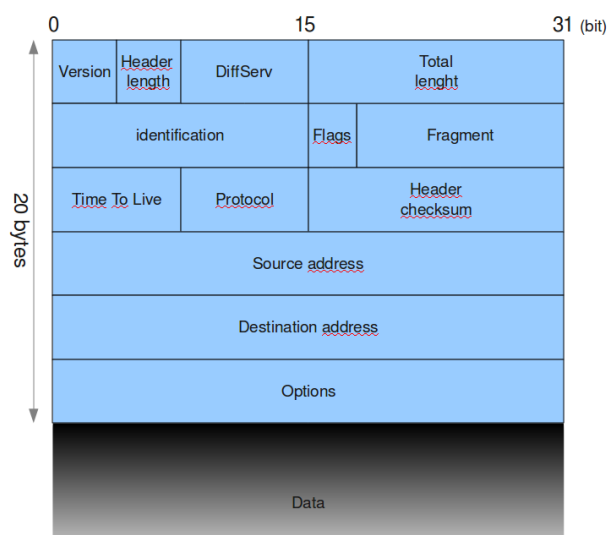 0 15 31 (bit)
Version Header length DiffServ Total lenght
identification Flags Fragment
Time To Live Protocol Header checksum
20 bytes
Source address
Destination address
Options
Data